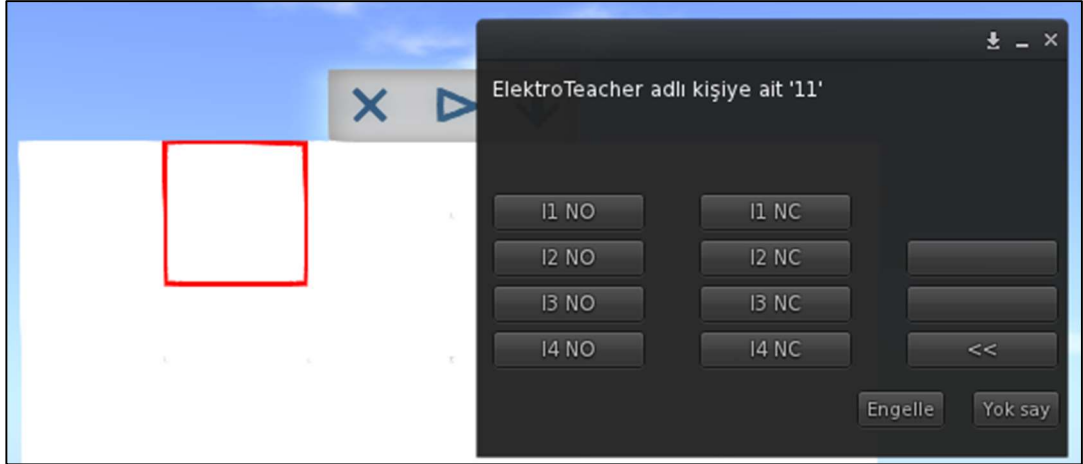 ElektroTeacher adlı kişiye ait '11'
I1 NO I1 NC
I2 NO I2 NC
I3 NO I3 NC
I4 NO I4 NC <<
Engelle Yok say